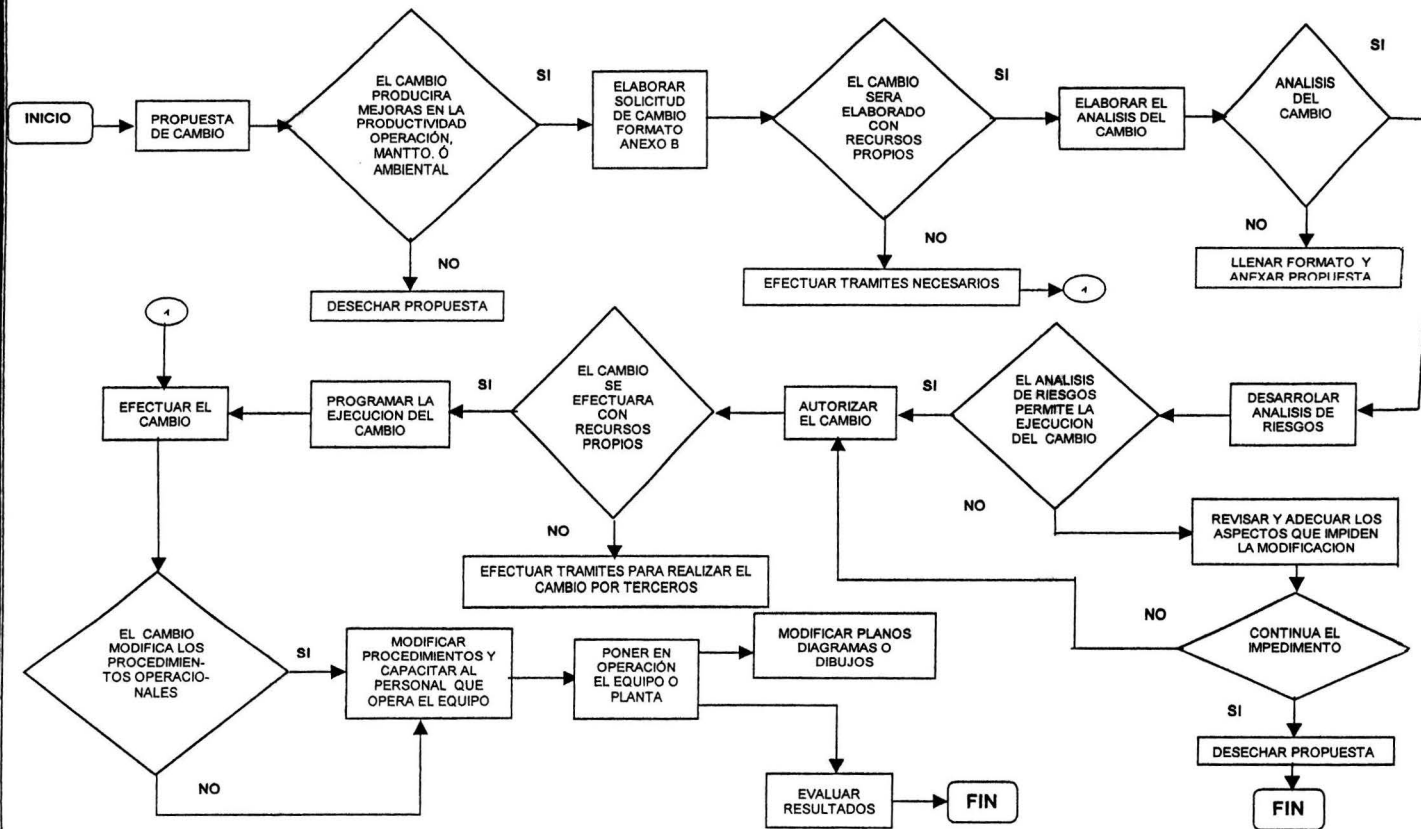 INICIO
PROPUESTA
DE CAMBIO
EL CAMBIO
PRODUCIRA
MEJORAS EN LA
PRODUCTIVIDAD
OPERACIÓN,
MANTTO. Ó
AMBIENTAL
SI
NO
DESECHAR PROPUESTA
ELABORAR
SOLICITUD
DE CAMBIO
FORMATO
ANEXO B
EL CAMBIO
SERA
ELABORADO
CON
RECURSOS
PROPIOS
SI
NO
EFECTUAR TRAMITES NECESARIOS
1
ELABORAR EL
ANALISIS DEL
CAMBIO
ANALISIS
DEL
CAMBIO
SI
NO
LLENAR FORMATO Y
ANEXAR PROPUESTA
DESARROLAR
ANALISIS DE
RIESGOS
EL ANALISIS
DE RIESGOS
PERMITE LA
EJECUCION
DEL CAMBIO
SI
NO
AUTORIZAR
EL CAMBIO
EL CAMBIO
SE
EFECTUARA
CON
RECURSOS
PROPIOS
SI
NO
EFECTUAR TRAMITES PARA REALIZAR EL
CAMBIO POR TERCEROS
PROGRAMAR LA
EJECUCION DEL
CAMBIO
1
EFECTUAR EL
CAMBIO
REVISAR Y ADECUAR LOS
ASPECTOS QUE IMPIDEN
LA MODIFICACION
CONTINUA EL
IMPEDIMENTO
NO
SI
DESECHAR PROPUESTA
FIN
EL CAMBIO
MODIFICA LOS
PROCEDIMIEN-
TOS OPERACIO-
NALES
SI
NO
MODIFICAR
PROCEDIMIENTOS Y
CAPACITAR AL
PERSONAL QUE
OPERA EL EQUIPO
PONER EN
OPERACIÓN
EL EQUIPO O
PLANTA
MODIFICAR PLANOS
DIAGRAMAS O
DIBUJOS
EVALUAR
RESULTADOS
FIN